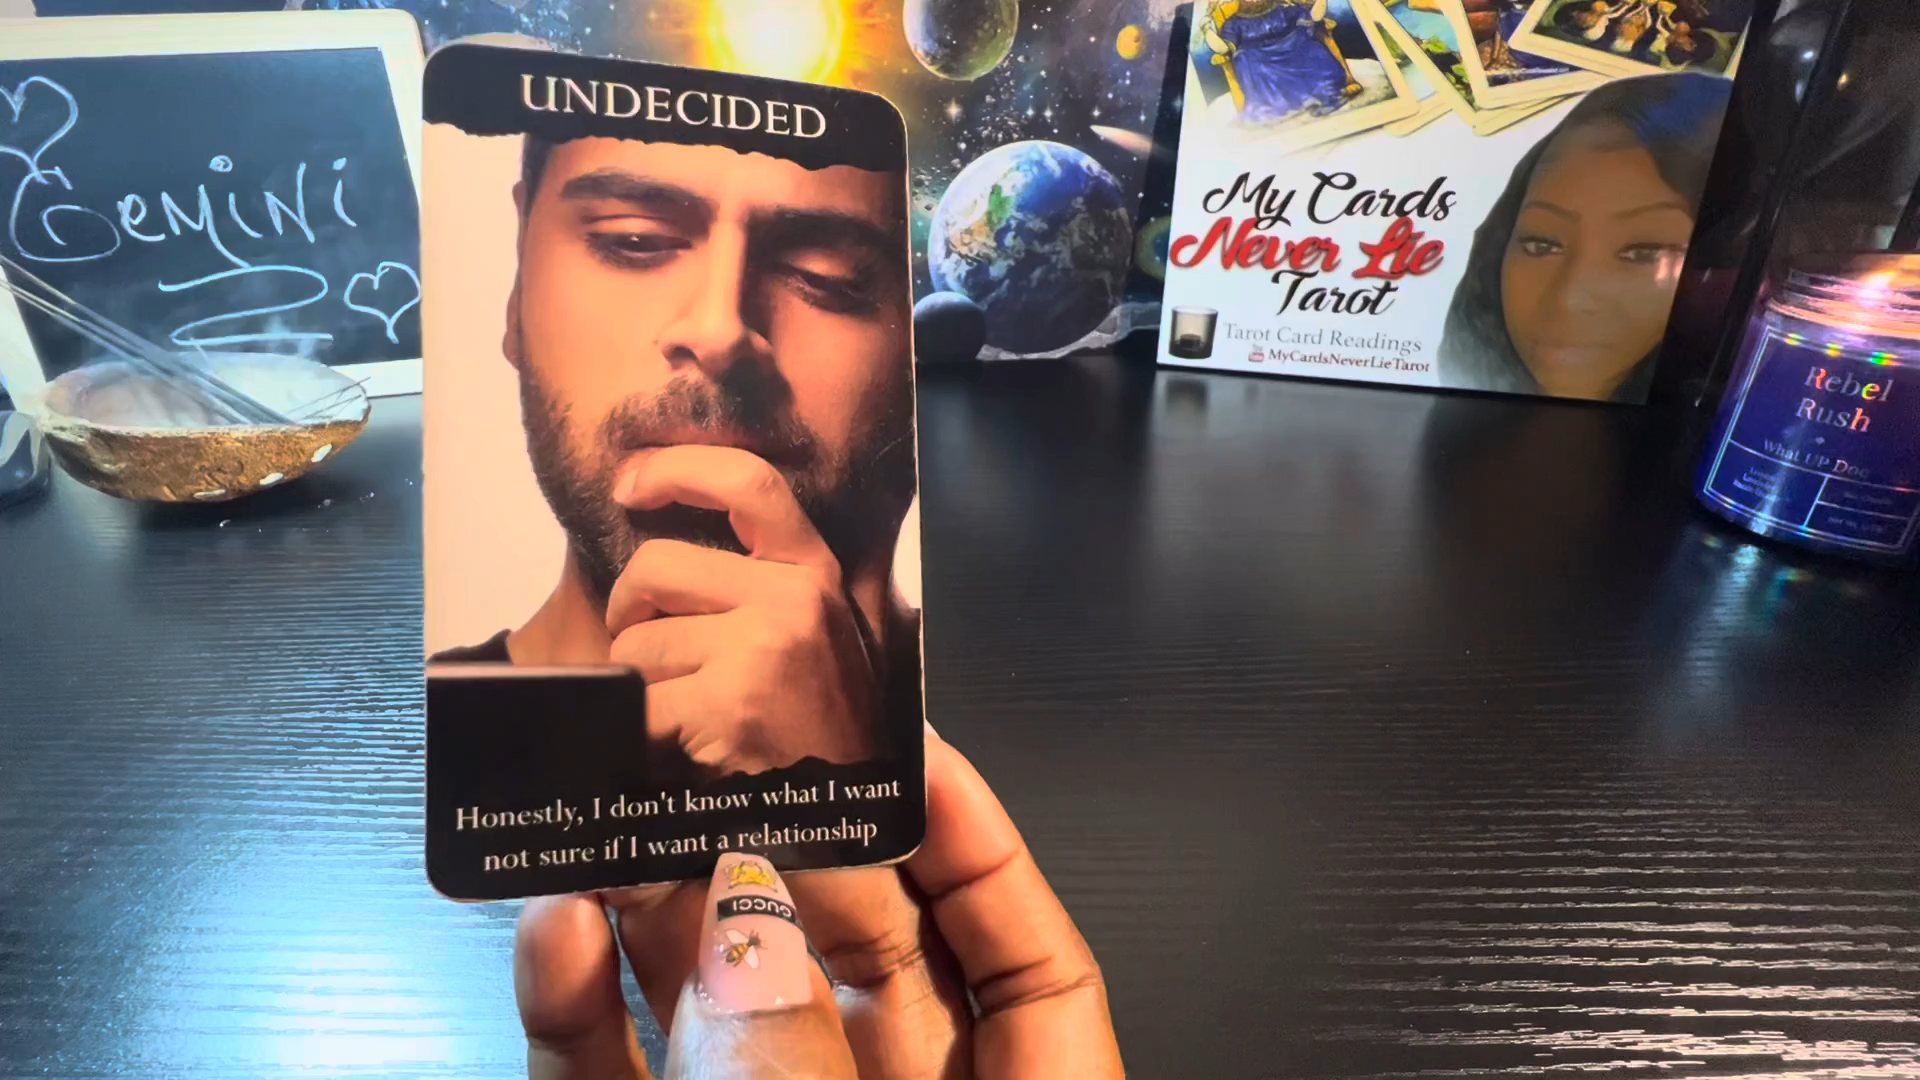 Gemini
UNDECIDED
Honestly, I don't know what I want
not sure if I want a relationship
GUCCI
My Cards
Never Lie
Tarot
Tarot Card Readings
MyCardsNeverLieTarot
Rebel
Rush
What UP Doc